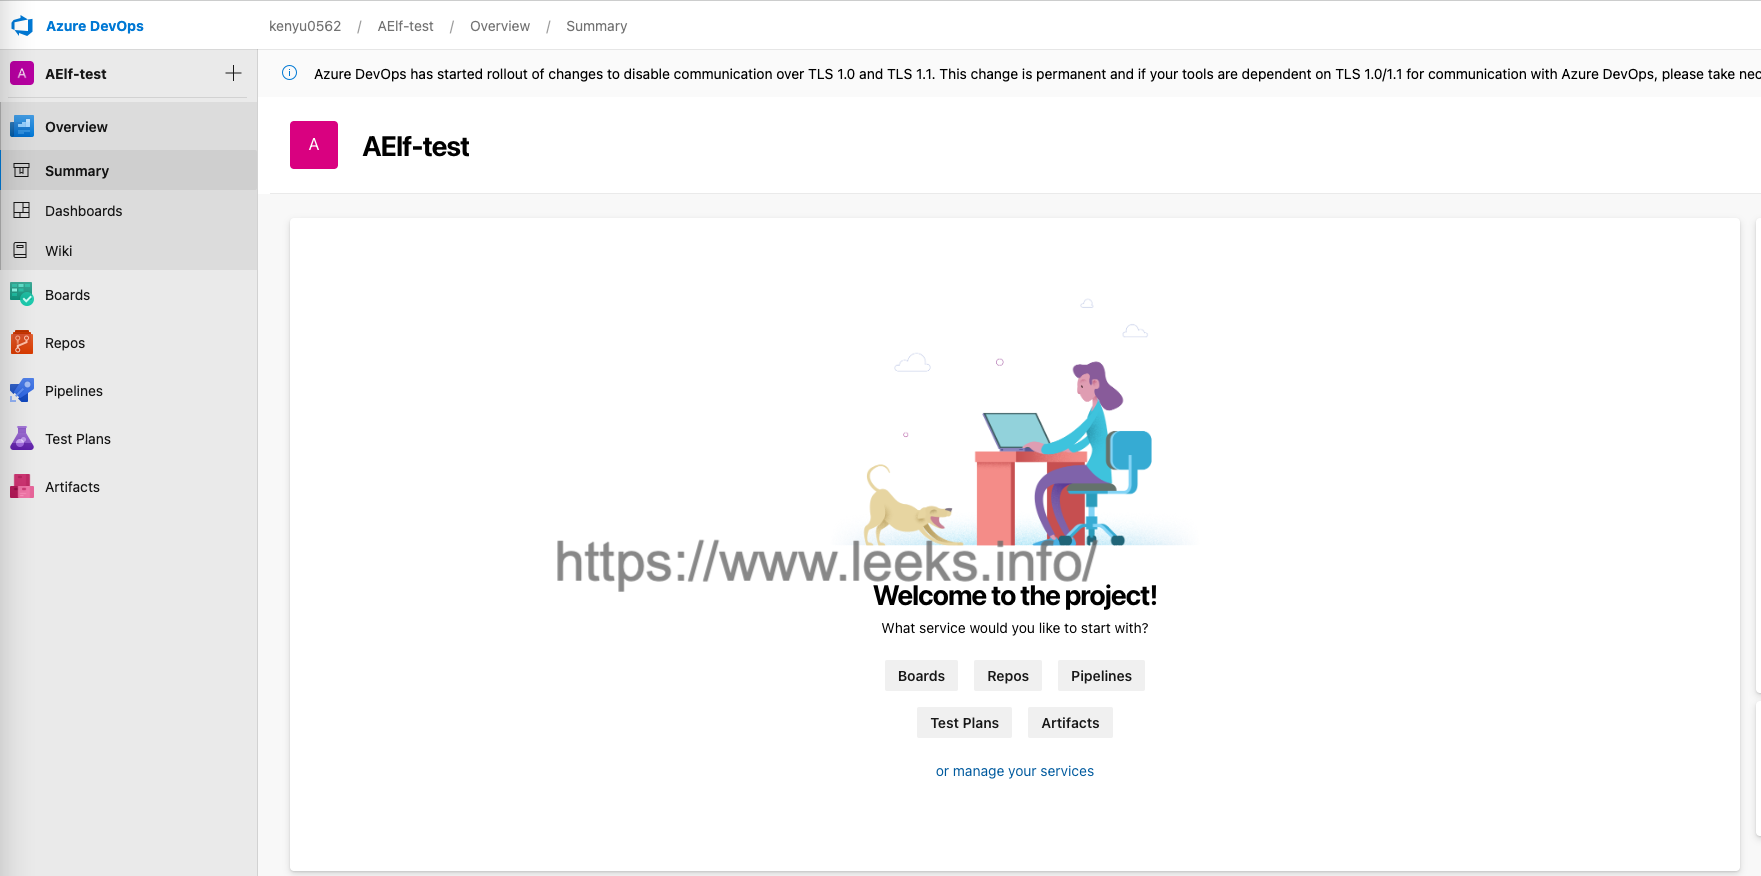 Azure DevOps
kenyu0562 / AElf-test / Overview / Summary
A AElf-test
Azure DevOps has started rollout of changes to disable communication over TLS 1.0 and TLS 1.1. This change is permanent and if your tools are dependent on TLS 1.0/1.1 for communication with Azure DevOps, please take
Overview
Summary
Dashboards
Wiki
Boards
Repos
Pipelines
Test Plans
Artifacts
A AElf-test
https://www.leeks.info/
Welcome to the project!
What service would you like to start with?
Boards Repos Pipelines
Test Plans Artifacts
or manage your services